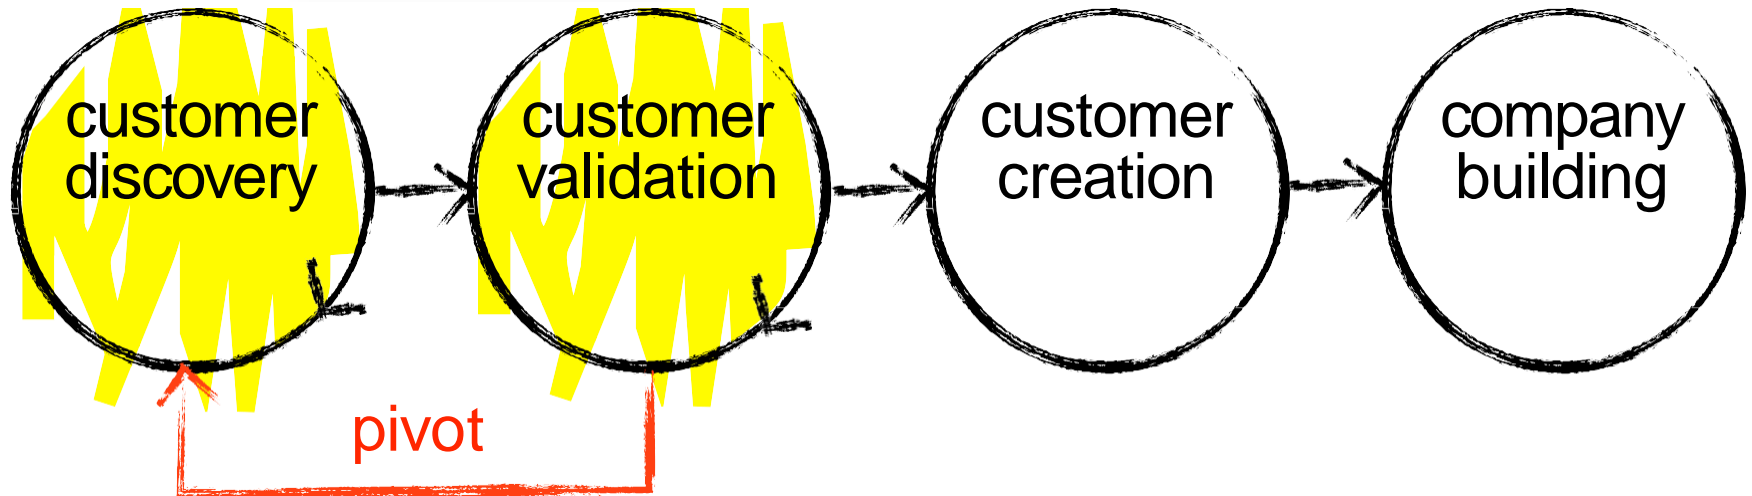 customer
discovery
customer
validation
customer
creation
company
building
pivot